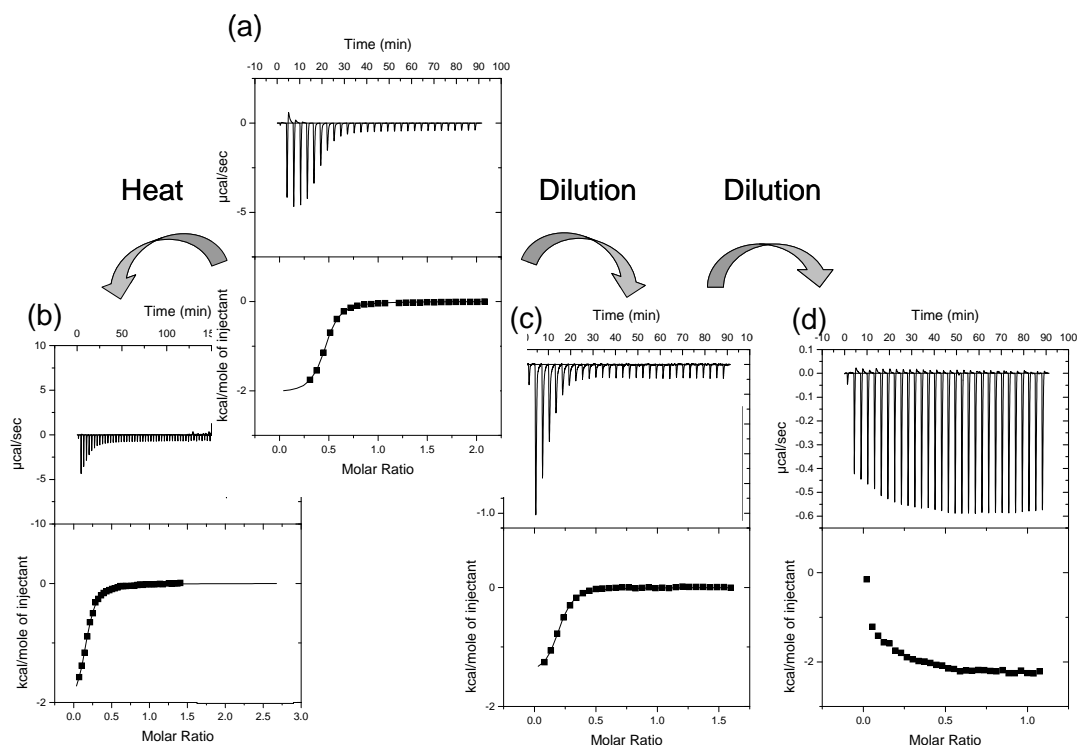 (a)
Time (min)
-10 0 10 20 30 40 50 60 70 80 90 100
0
-5
µcal/sec
0
-2
kcal/mole of injectant
0.0 0.5 1.0 1.5 2.0
Molar Ratio
Heat
Dilution
Dilution
(b)
Time (min)
0 50 100 15
10
5
0
-5
-10
µcal/sec
0
-2
kcal/mole of injectant
0.0 0.5 1.0 1.5 2.0 2.5 3.0
Molar Ratio
(c)
Time (min)
0 10 20 30 40 50 60 70 80 90 10
-1.0
0
-2
kcal/mole of injectant
0.0 0.5 1.0 1.5
Molar Ratio
(d)
Time (min)
-10 0 10 20 30 40 50 60 70 80 90 100
0.1
0.0
-0.1
-0.2
-0.3
-0.4
-0.5
-0.6
µcal/sec
0
-2
kcal/mole of injectant
0.0 0.5 1.0
Molar Ratio